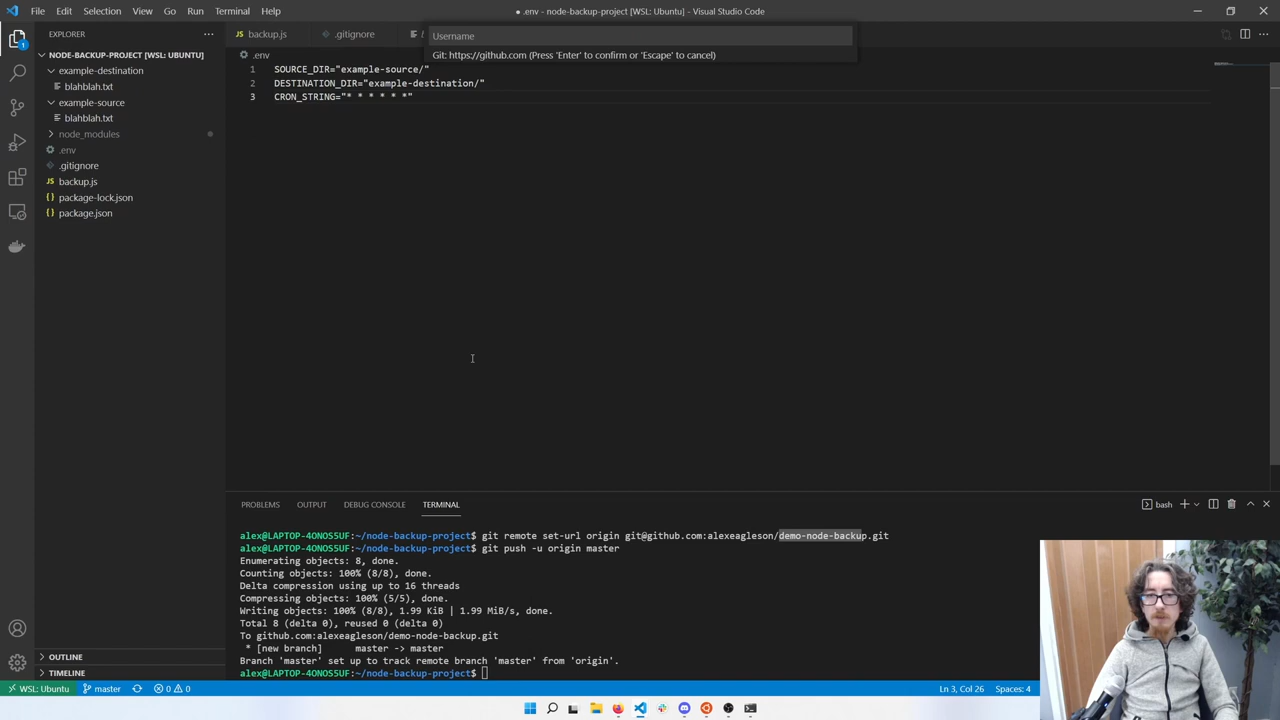 File Edit Selection View Go Run Terminal Help
● .env - node-backup-project [WSL: Ubuntu] - Visual Studio Code
EXPLORER
backup.js
.gitignore
Username
Git: https://github.com (Press 'Enter' to confirm or 'Escape' to cancel)
NODE-BACKUP-PROJECT [WSL: UBUNTU]
example-destination
blahblah.txt
example-source
blahblah.txt
node_modules
.env
.gitignore
JS backup.js
{} package-lock.json
{} package.json
OUTLINE
TIMELINE
1
.env
1 SOURCE_DIR="example-source/"
2 DESTINATION_DIR="example-destination/"
3 CRON_STRING="* * * * * *"
PROBLEMS OUTPUT DEBUG CONSOLE TERMINAL
bash
alex@LAPTOP-4ONOS5UF:~/node-backup-project$ git remote set-url origin git@github.com:alexeagleson/demo-node-backup.git
alex@LAPTOP-4ONOS5UF:~/node-backup-project$ git push -u origin master
Enumerating objects: 8, done.
Counting objects: 100% (8/8), done.
Delta compression using up to 16 threads
Compressing objects: 100% (5/5), done.
Writing objects: 100% (8/8), 1.99 KiB | 1.99 MiB/s, done.
Total 8 (delta 0), reused 0 (delta 0)
To github.com:alexeagleson/demo-node-backup.git
* [new branch] master -> master
Branch 'master' set up to track remote branch 'master' from 'origin'.
alex@LAPTOP-4ONOS5UF:~/node-backup-project$
WSL: Ubuntu master 0 0 Ln 3, Col 26 Spaces: 4